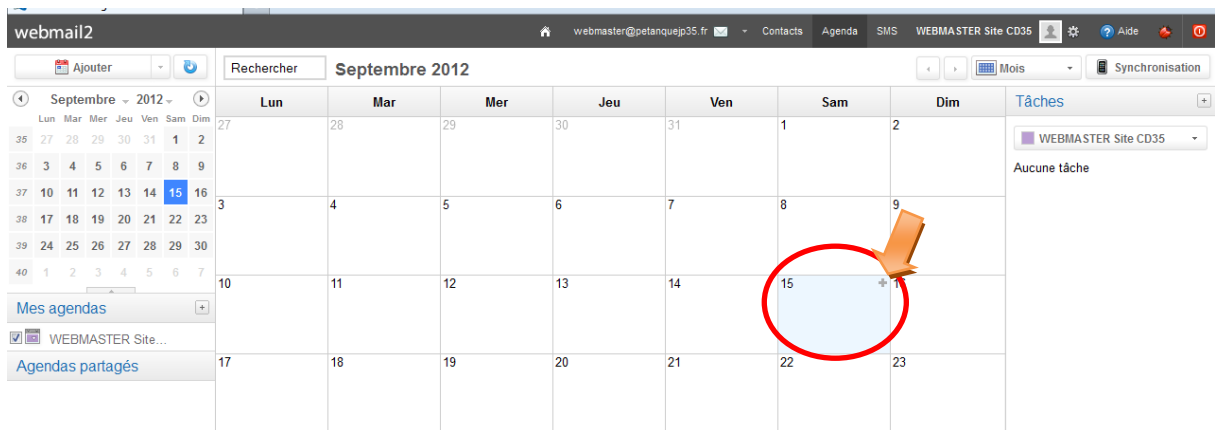 webmail2
webmaster@petanquejp35.fr Contacts Agenda SMS WEBMASTER Site CD35 Aide
Ajouter
Rechercher
Septembre 2012
Mois
Synchronisation
Septembre 2012
Lun Mar Mer Jeu Ven Sam Dim
35 27 28 29 30 31 1 2
36 3 4 5 6 7 8 9
37 10 11 12 13 14 15 16
38 17 18 19 20 21 22 23
39 24 25 26 27 28 29 30
40 1 2 3 4 5 6 7
Mes agendas +
WEBMASTER Site...
Agendas partagés
Lun Mar Mer Jeu Ven Sam Dim
27 28 29 30 31 1 2
3 4 5 6 7 8 9
10 11 12 13 14 15 +
17 18 19 20 21 22 23
Tâches +
WEBMASTER Site CD35
Aucune tâche